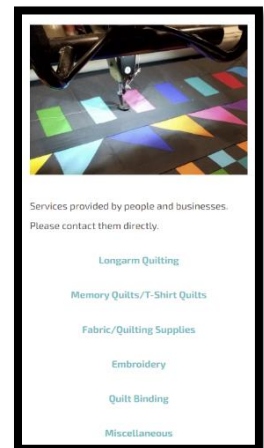 Services provided by people and businesses.
Please contact them directly.
Longarm Quilting
Memory Quilts/T-Shirt Quilts
Fabric/Quilting Supplies
Embroidery
Quilt Binding
Miscellaneous